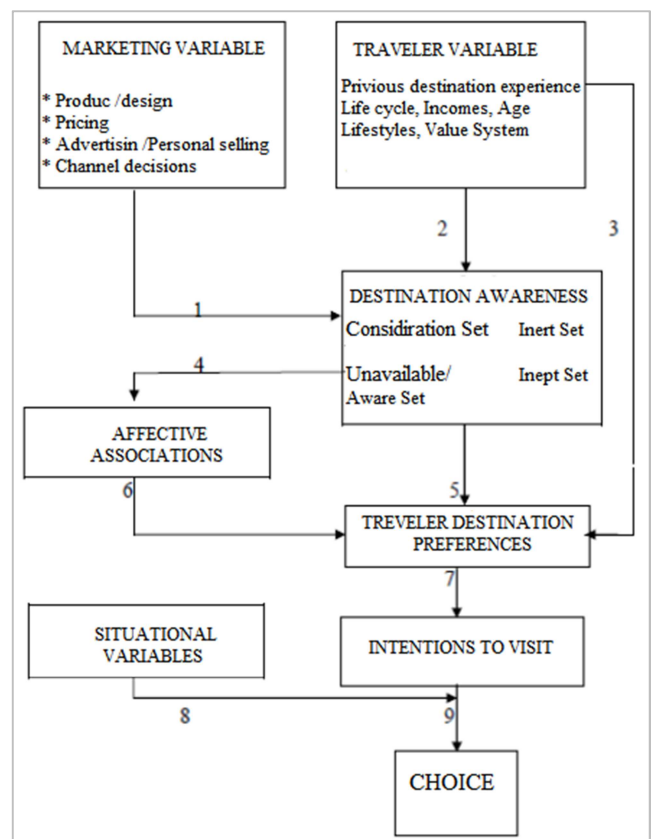 MARKETING VARIABLE
* Produc /design
* Pricing
* Advertisin /Personal selling
* Channel decisions
TRAVELER VARIABLE
Privious destination experience
Life cycle, Incomes, Age
Lifestyles, Value System
2
3
1
DESTINATION AWARENESS
Considiration Set Inert Set
Unavailable/ Inept Set
Aware Set
4
AFFECTIVE
ASSOCIATIONS
6
5
TREVELER DESTINATION
PREFERENCES
7
SITUATIONAL
VARIABLES
INTENTIONS TO VISIT
8
9
CHOICE